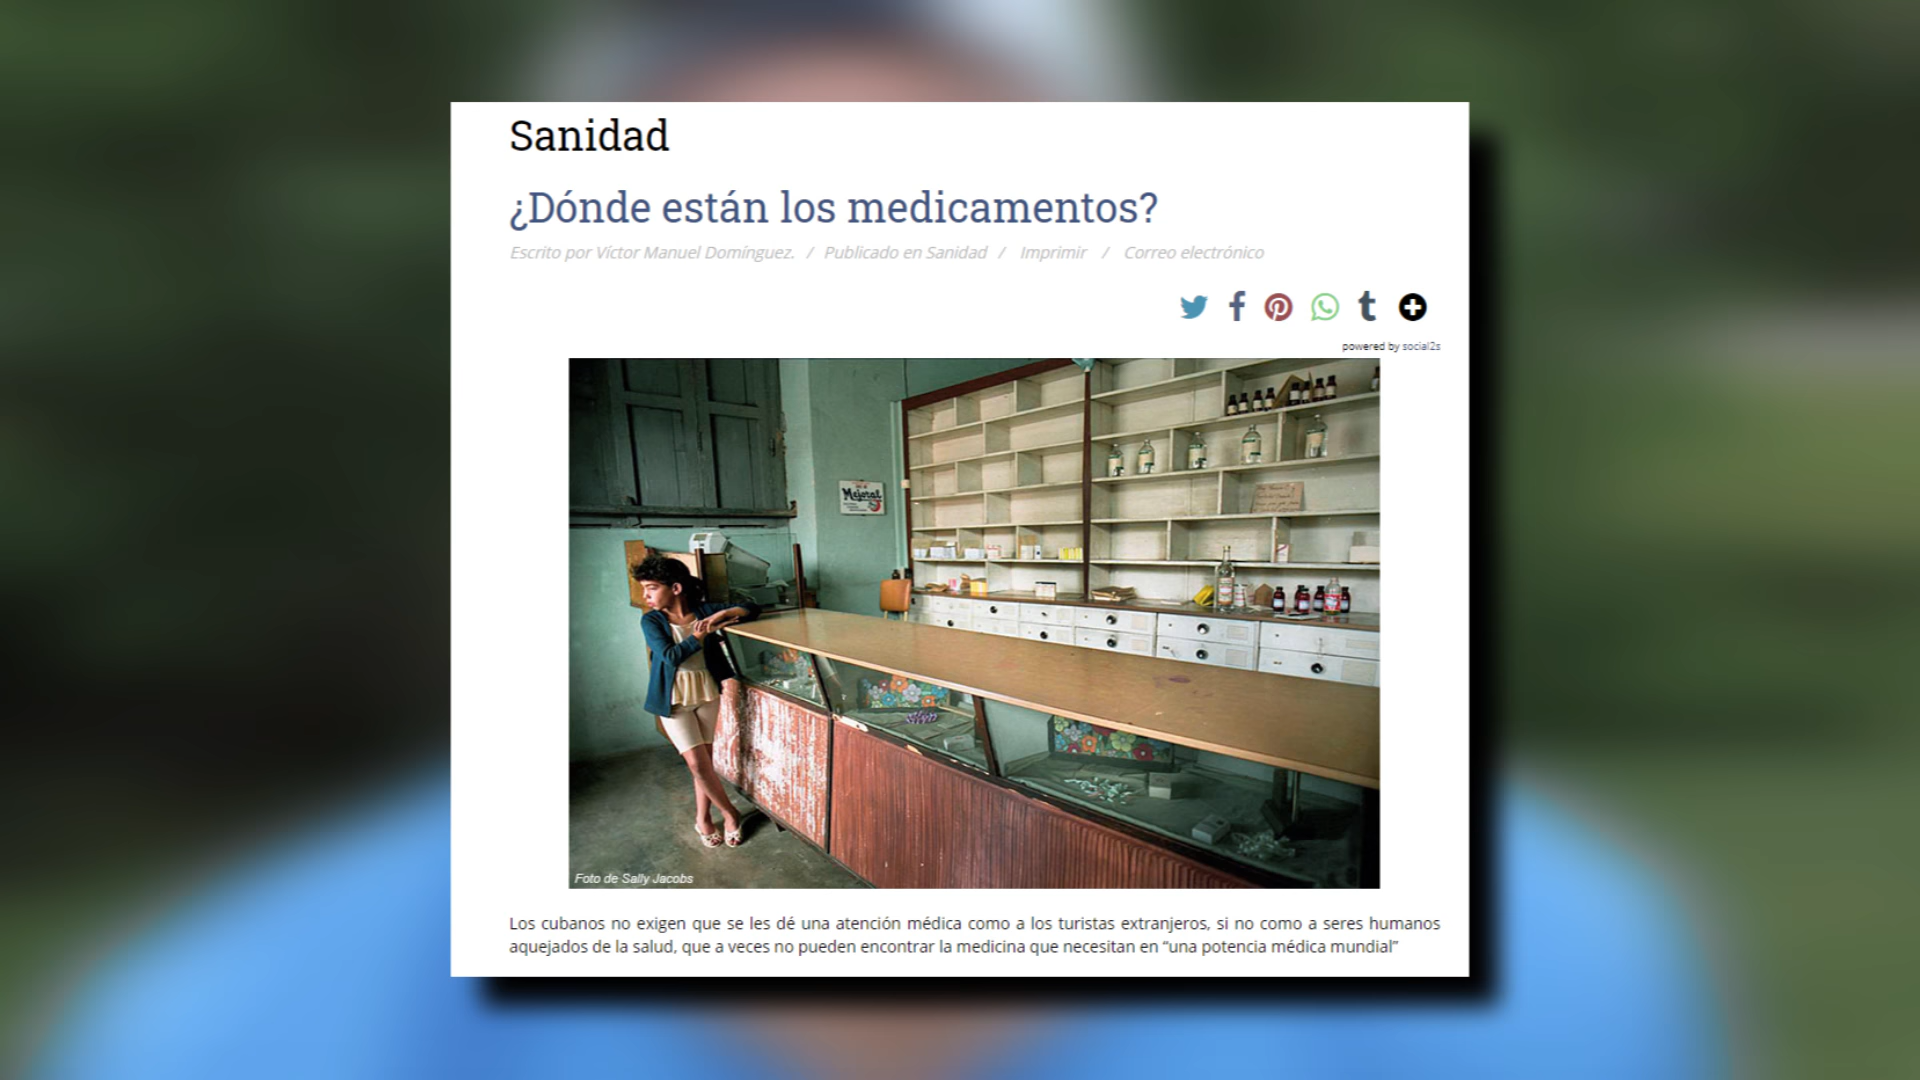 Sanidad
¿Dónde están los medicamentos?
Escrito por Víctor Manuel Domínguez. / Publicado en Sanidad / Imprimir / Correo electrónico
powered by social2s
Mejoral
Foto de Sally Jacobs
Los cubanos no exigen que se les dé una atención médica como a los turistas extranjeros, si no como a seres humanos
aquejados de la salud, que a veces no pueden encontrar la medicina que necesitan en “una potencia médica mundial”